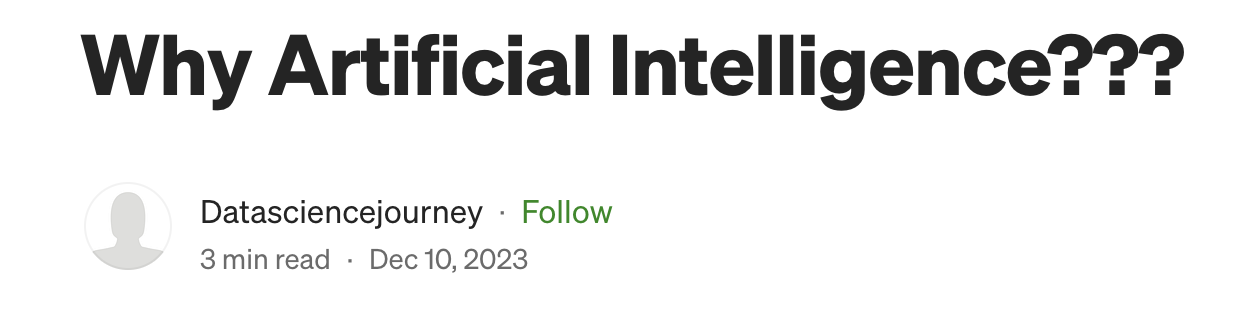 Why Artificial Intelligence???
Datasciencejourney · Follow
3 min read · Dec 10, 2023